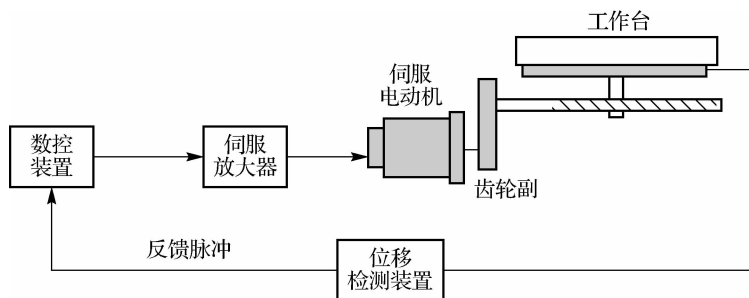 工作台
伺服
电动机
数控
装置
伺服
放大器
齿轮副
反馈脉冲
位移
检测装置